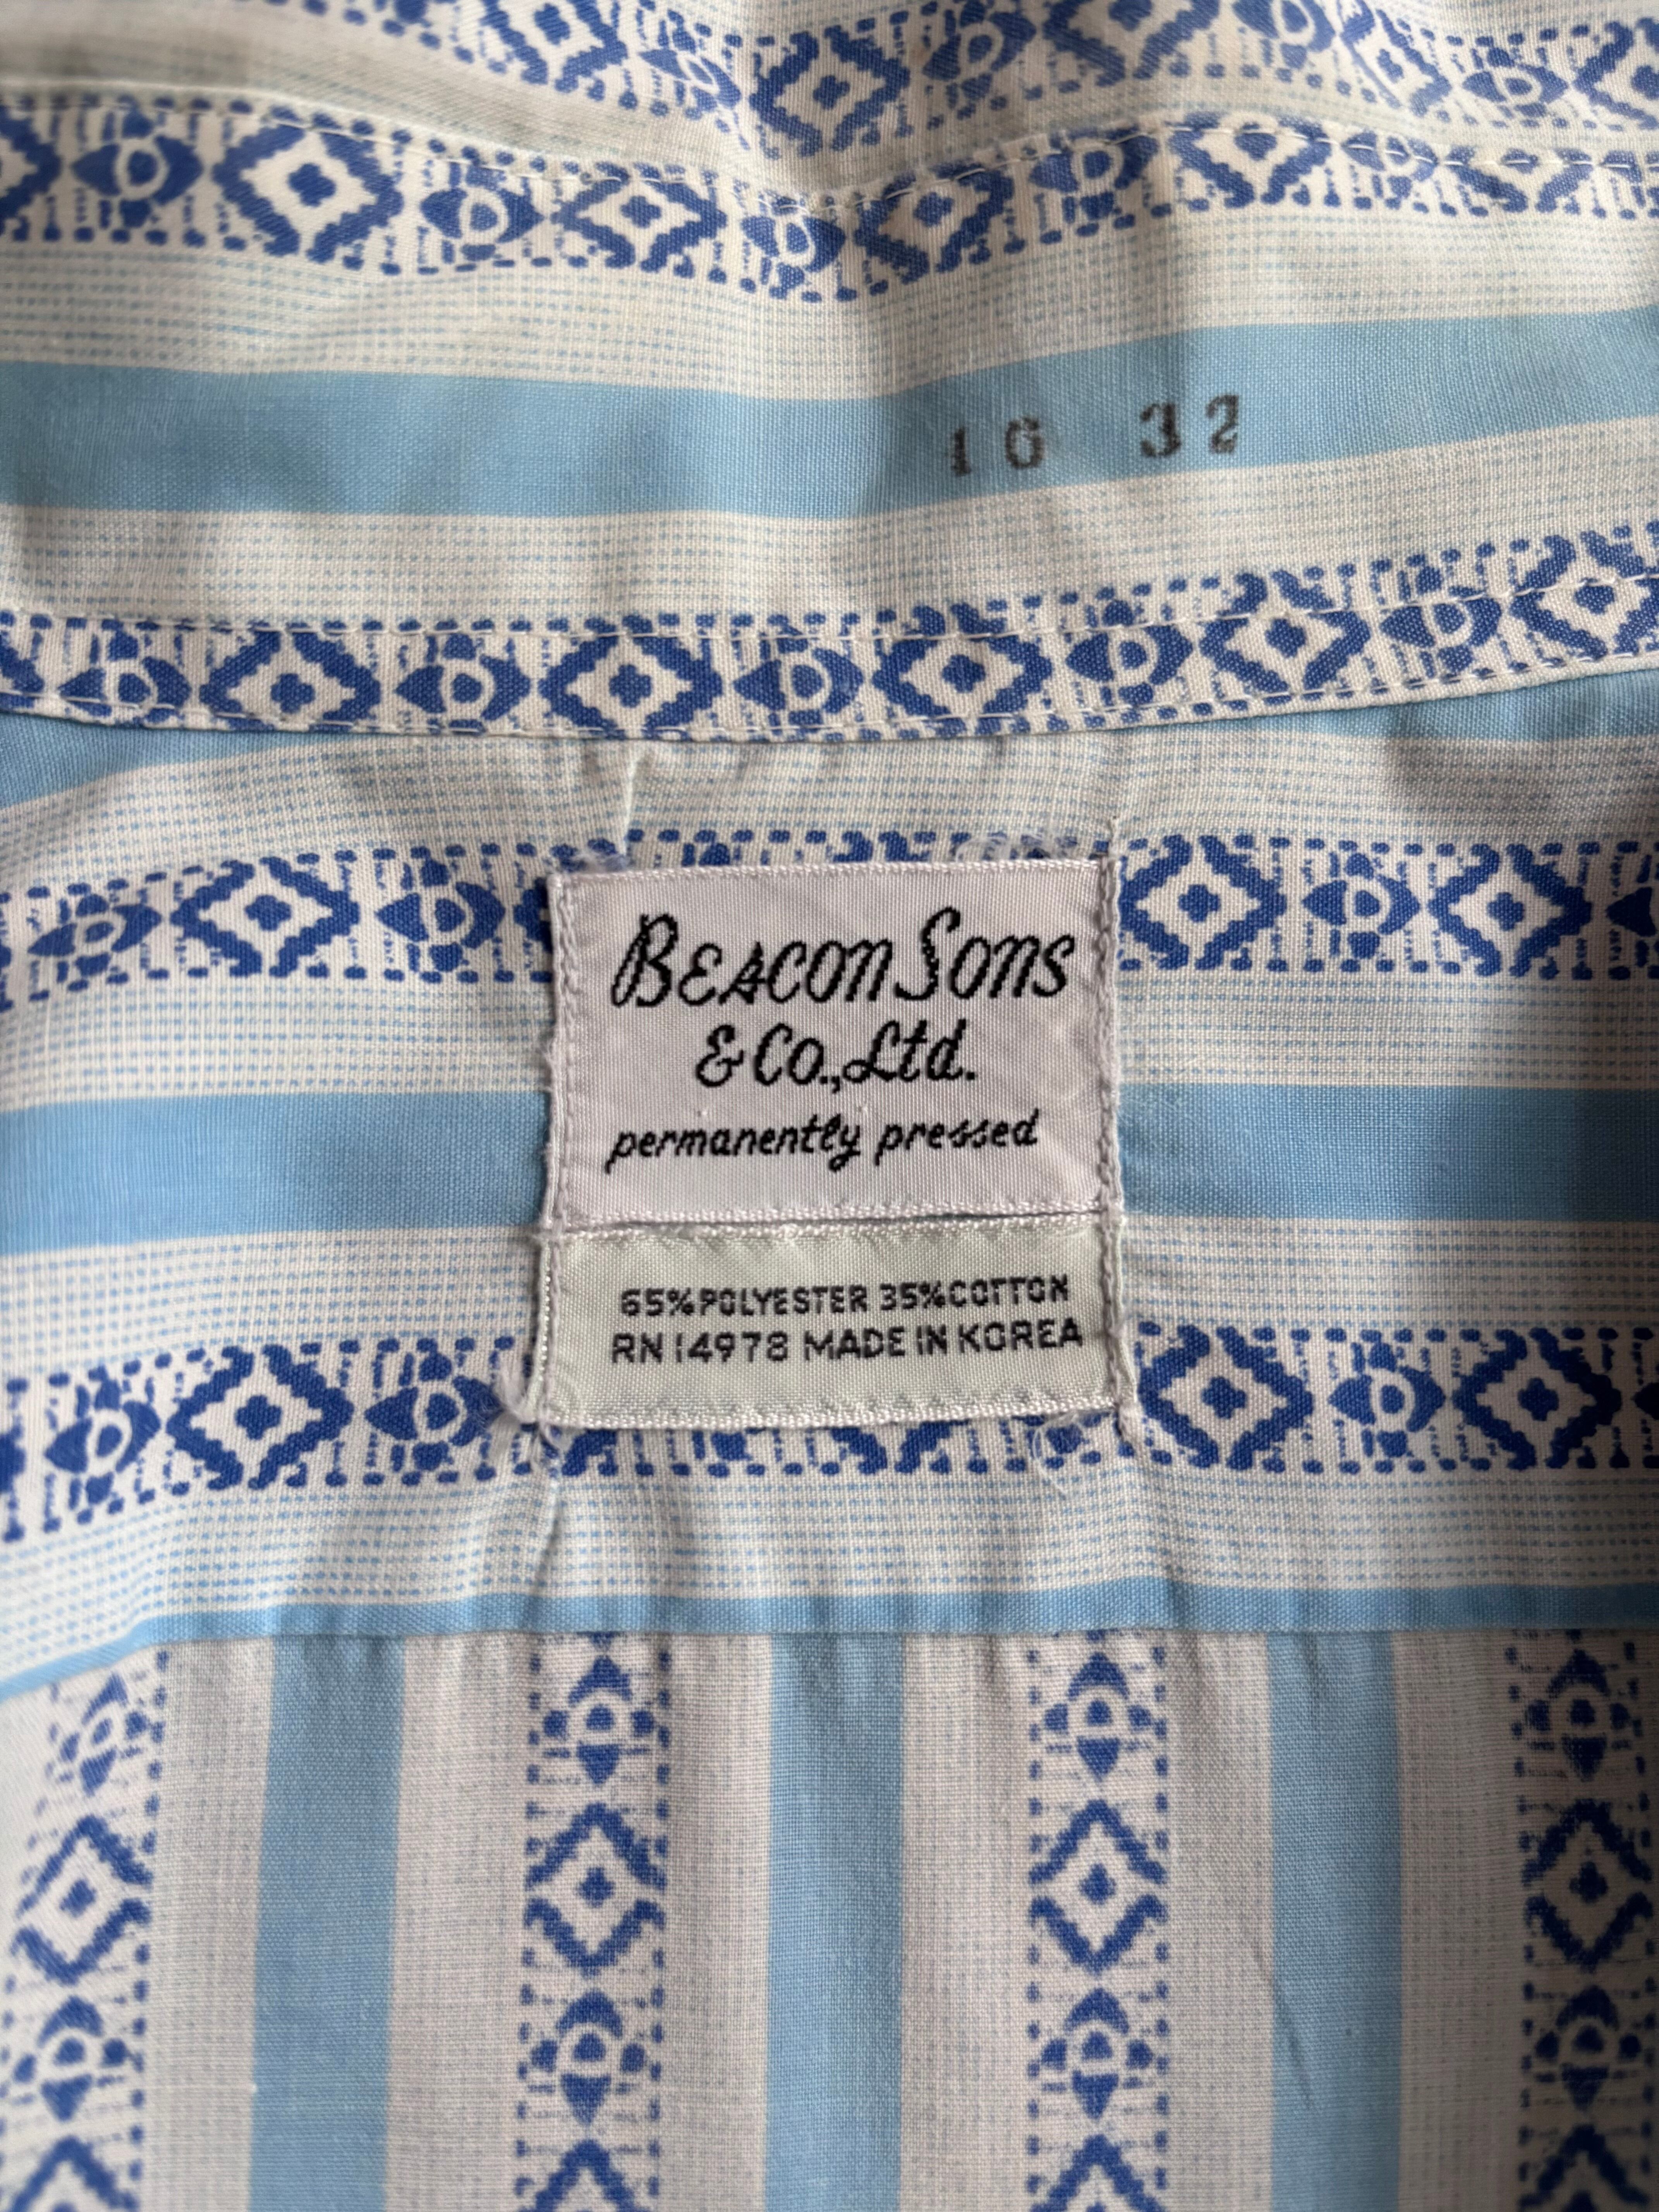 16 32
Beacon Sons
& Co., Ltd.
permanently pressed
65% POLYESTER 35% COTTON
RN 14978 MADE IN KOREA